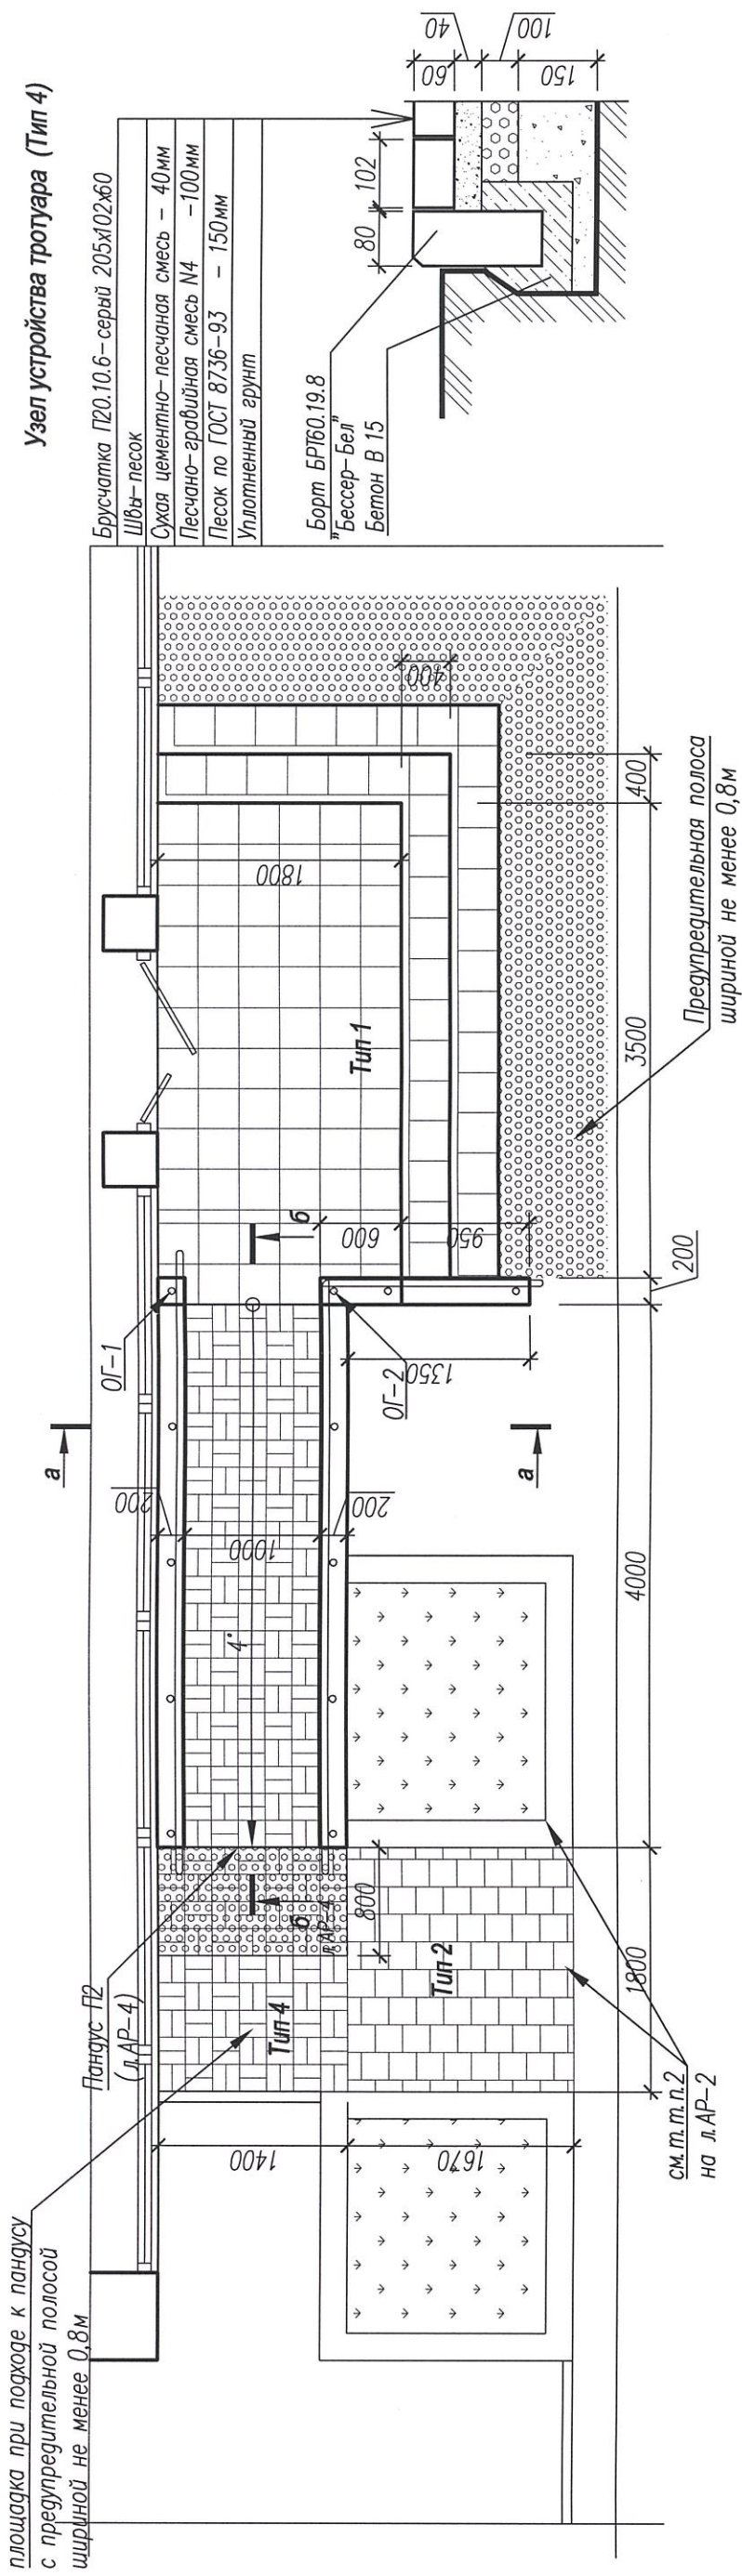 Узел устройства тротуара (Тип 4)
Брусчатка П20.10.6-серый 205х102х60
Швы-песок
Сухая цементно-песчаная смесь - 40мм
Песчано-гравийная смесь N4 -100мм
Песок по ГОСТ 8736-93 - 150мм
Уплотненный грунт
Борт БРТ60.19.8
"Бессер-Бел"
Бетон В 15
80
102
60
40
100
150
площадка при подходе к пандусу
с предупредительной полосой
шириной не менее 0,8м
Пандус П2
(л.АР-4)
ОГ-1
ОГ-2
а
а
б
б
л.АР-4
4°
Тип 1
Тип 2
Тип 4
200
1000
200
1350
1800
600
950
400
400
800
1400
1670
1800
4000
200
3500
см.т.т.п.2
на л.АР-2
Предупредительная полоса
шириной не менее 0,8м